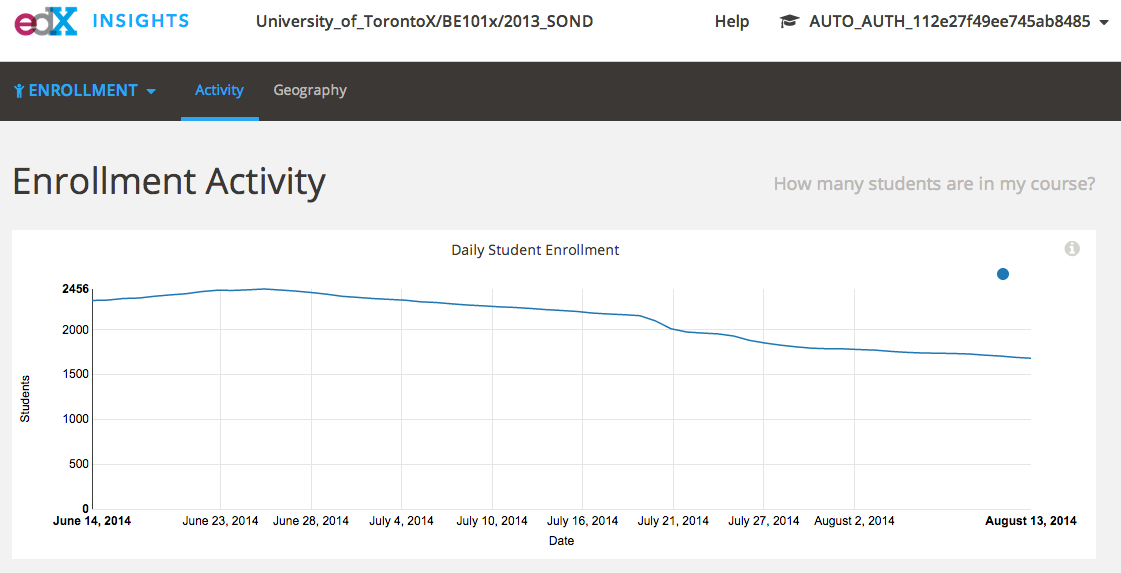 edX INSIGHTS University_of_TorontoX/BE101x/2013_SOND Help AUTO_AUTH_112e27f49ee745ab8485
ENROLLMENT Activity Geography
Enrollment Activity How many students are in my course?
Daily Student Enrollment
2456
2000
1500
1000
500
0
Students
June 14, 2014 June 23, 2014 June 28, 2014 July 4, 2014 July 10, 2014 July 16, 2014 July 21, 2014 July 27, 2014 August 2, 2014 August 13, 2014
Date